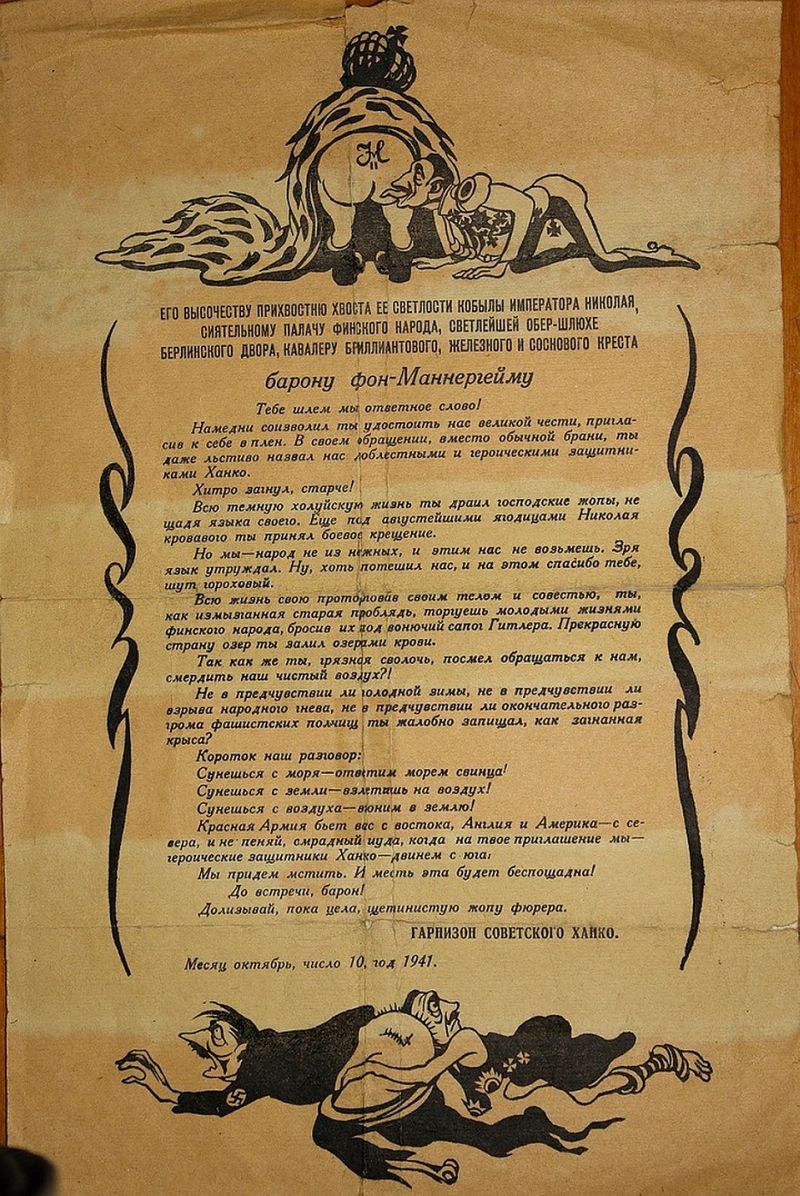 Н II
ЕГО ВЫСОЧЕСТВУ ПРИХВОСТНЮ ХВОСТА ЕЕ СВЕТЛОСТИ КОБЫЛЫ ИМПЕРАТОРА НИКОЛАЯ,
СИЯТЕЛЬНОМУ ПАЛАЧУ ФИНСКОГО НАРОДА, СВЕТЛЕЙШЕЙ ОБЕР-ШЛЮХЕ
БЕРЛИНСКОГО ДВОРА, КАВАЛЕРУ БРИЛЛИАНТОВОГО, ЖЕЛЕЗНОГО И СОСНОВОГО КРЕСТА
барону фон-Маннергейму
Тебе шлем мы ответное слово!
Намедни соизволил ты удостоить нас великой чести, пригла-
сив к себе в плен. В своем обращении, вместо обычной брани, ты
даже льстиво назвал нас доблестными и героическими защитни-
ками Ханко.
Хитро загнул, старче!
Всю темную холуйскую жизнь ты драил господские жопы, не
щадя языка своего. Еще под августейшими ягодицами Николая
кровавого ты принял боевое крещение.
Но мы—народ не из нежных, и этим нас не возьмешь. Зря
язык утруждал. Ну, хоть потешил нас, и на этом спасибо тебе,
шут гороховый.
Всю жизнь свою проторговав своим телом и совестью, ты,
как измызганная старая проблядь, торгуешь молодыми жизнями
финского народа, бросив их под вонючий сапог Гитлера. Прекрасную
страну озер ты залил озерами крови.
Так как же ты, грязная сволочь, посмел обращаться к нам,
смердить наш чистый воздух?!
Не в предчувствии ли голодной зимы, не в предчувствии ли
взрыва народного гнева, не в предчувствии ли окончательного раз-
грома фашистских полчищ ты жалобно запищал, как загнанная
крыса?
Короток наш разговор:
Сунешься с моря—ответим морем свинца!
Сунешься с земли—взлетишь на воздух!
Сунешься с воздуха—вгоним в землю!
Красная Армия бьет вас с востока, Англия и Америка—с се-
вера, и не пеняй, смрадный иуда, когда на твое приглашение мы—
героические защитники Ханко—двинем с юга!
Мы придем мстить. И месть эта будет беспощадна!
До встречи, барон!
Долизывай, пока цела, щетинистую жопу фюрера.
ГАРНИЗОН СОВЕТСКОГО ХАНКО.
Месяц октябрь, число 10, год 1941.